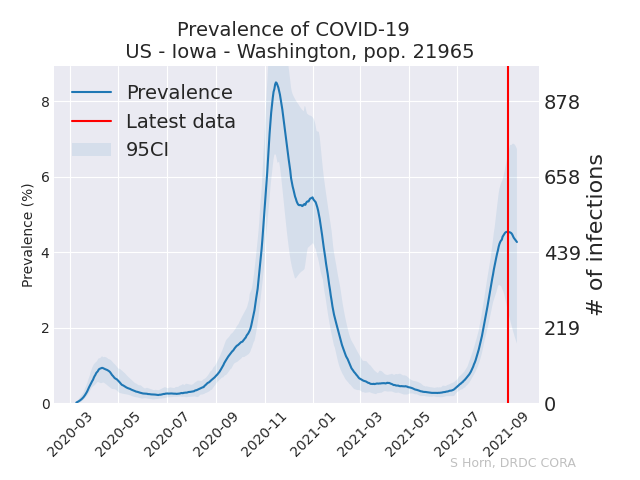 Prevalence of COVID-19
US - Iowa - Washington, pop. 21965
Prevalence
Latest data
95CI
Prevalence (%)
8
6
4
2
0
878
658
439
219
0
# of infections
2020-03
2020-05
2020-07
2020-09
2020-11
2021-01
2021-03
2021-05
2021-07
2021-09
S Horn, DRDC CORA